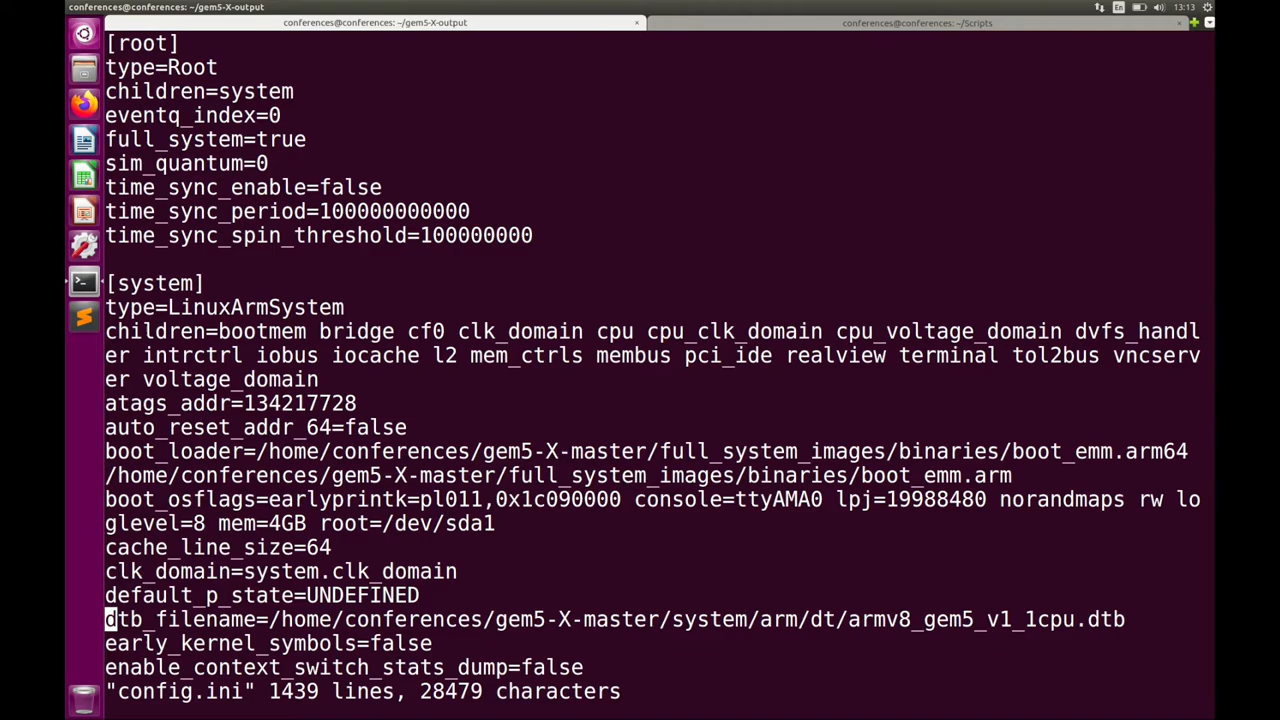 conferences@conferences: ~/gem5-X-output
En
13:13
conferences@conferences: ~/gem5-X-output
×
conferences@conferences: ~/Scripts
×
[root]
type=Root
children=system
eventq_index=0
full_system=true
sim_quantum=0
time_sync_enable=false
time_sync_period=100000000000
time_sync_spin_threshold=100000000
[system]
type=LinuxArmSystem
children=bootmem bridge cf0 clk_domain cpu cpu_clk_domain cpu_voltage_domain dvfs_handl
er intrctrl iobus iocache l2 mem_ctrls membus pci_ide realview terminal tol2bus vncserv
er voltage_domain
atags_addr=134217728
auto_reset_addr_64=false
boot_loader=/home/conferences/gem5-X-master/full_system_images/binaries/boot_emm.arm64
/home/conferences/gem5-X-master/full_system_images/binaries/boot_emm.arm
boot_osflags=earlyprintk=pl011,0x1c090000 console=ttyAMA0 lpj=19988480 norandmaps rw lo
glevel=8 mem=4GB root=/dev/sda1
cache_line_size=64
clk_domain=system.clk_domain
default_p_state=UNDEFINED
dtb_filename=/home/conferences/gem5-X-master/system/arm/dt/armv8_gem5_v1_1cpu.dtb
early_kernel_symbols=false
enable_context_switch_stats_dump=false
"config.ini" 1439 lines, 28479 characters